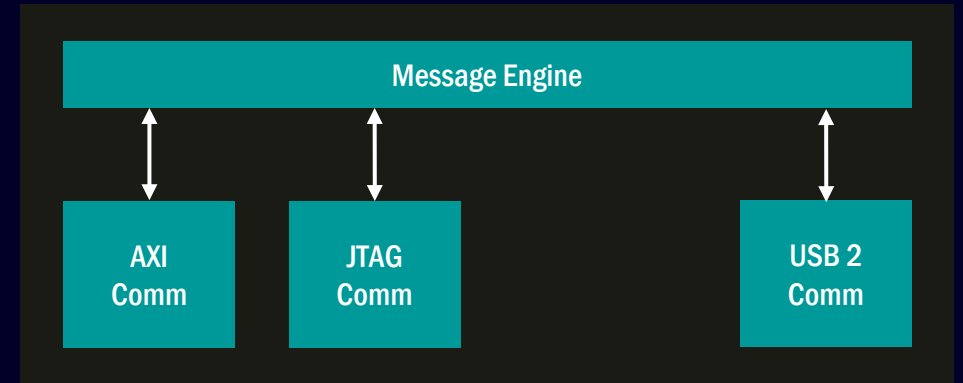 Message Engine
AXI
Comm
JTAG
Comm
USB 2
Comm